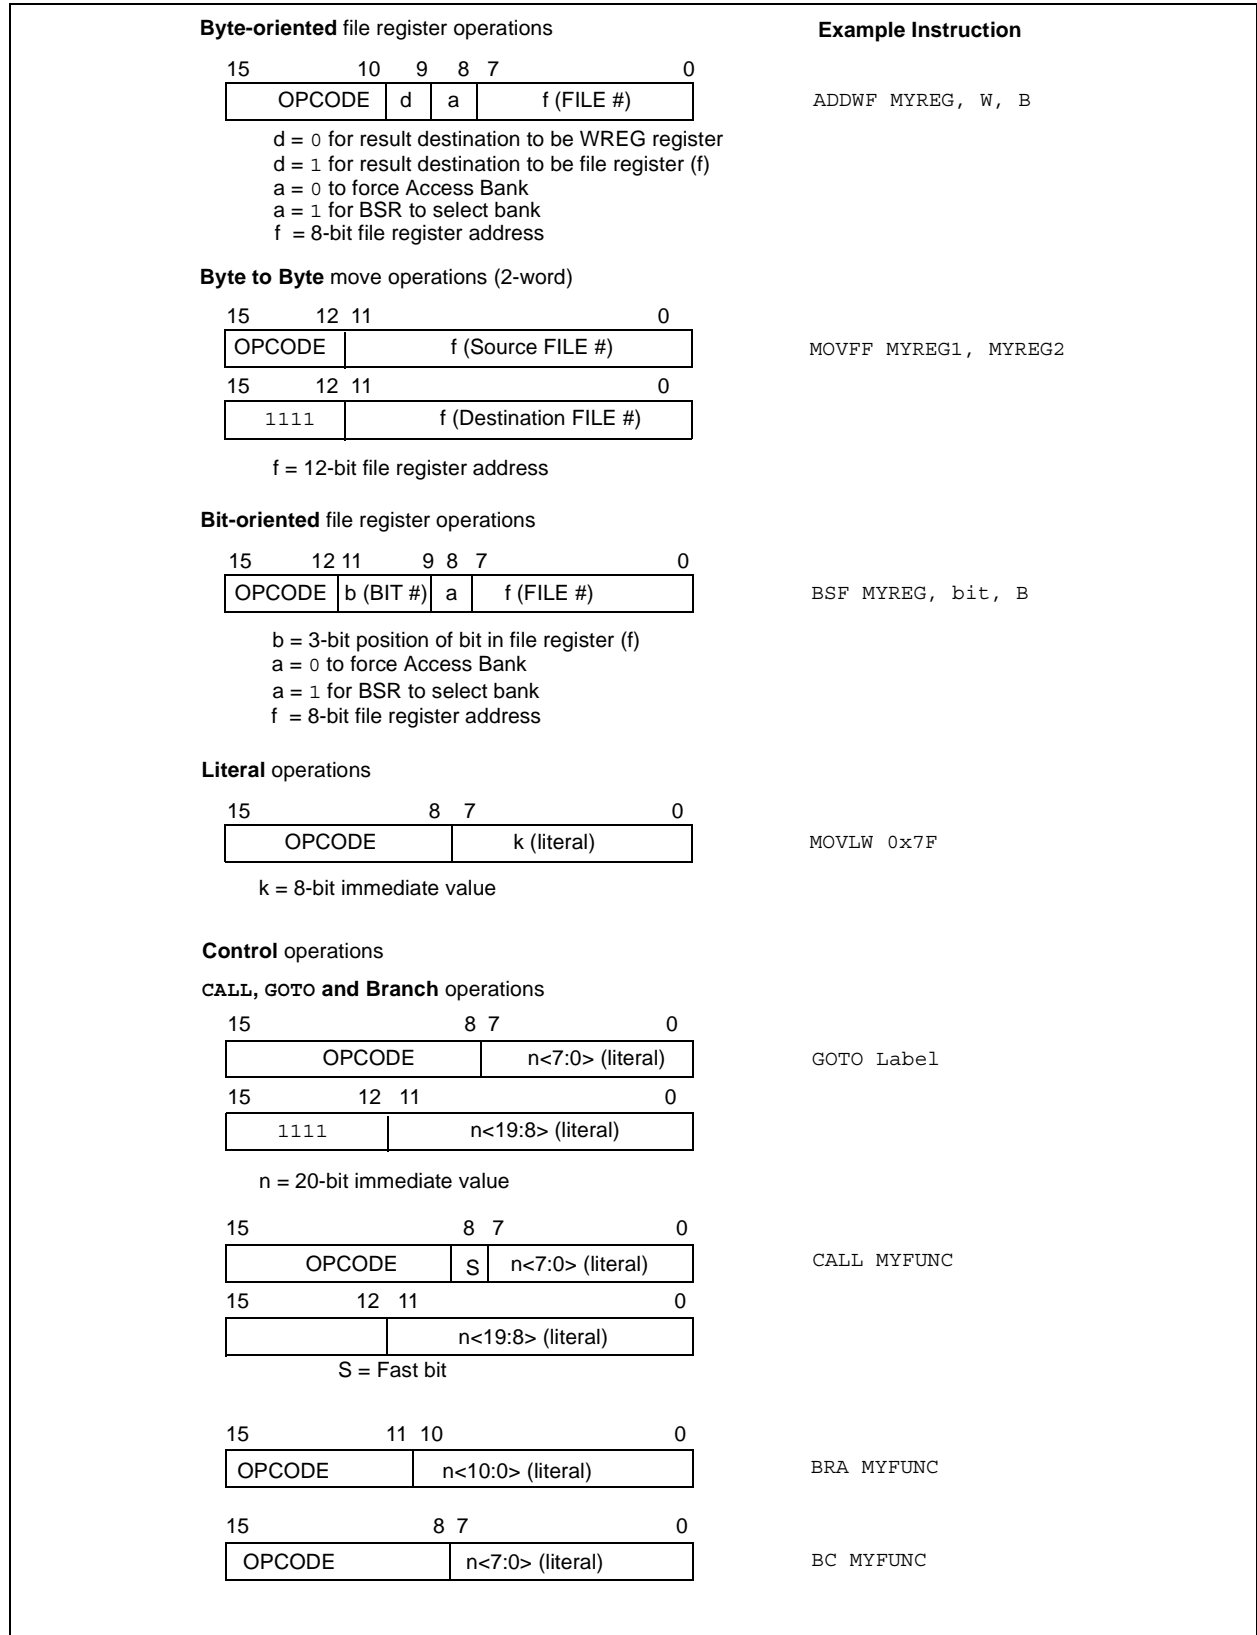 Byte-oriented file register operations
Example Instruction
15 10 9 8 7 0
OPCODE d a f (FILE #)
ADDWF MYREG, W, B
d = 0 for result destination to be WREG register
d = 1 for result destination to be file register (f)
a = 0 to force Access Bank
a = 1 for BSR to select bank
f = 8-bit file register address
Byte to Byte move operations (2-word)
15 12 11 0
OPCODE f (Source FILE #)
MOVFF MYREG1, MYREG2
15 12 11 0
1111 f (Destination FILE #)
f = 12-bit file register address
Bit-oriented file register operations
15 12 11 9 8 7 0
OPCODE b (BIT #) a f (FILE #)
BSF MYREG, bit, B
b = 3-bit position of bit in file register (f)
a = 0 to force Access Bank
a = 1 for BSR to select bank
f = 8-bit file register address
Literal operations
15 8 7 0
OPCODE k (literal)
MOVLW 0x7F
k = 8-bit immediate value
Control operations
CALL, GOTO and Branch operations
15 8 7 0
OPCODE n<7:0> (literal)
GOTO Label
15 12 11 0
1111 n<19:8> (literal)
n = 20-bit immediate value
15 8 7 0
OPCODE S n<7:0> (literal)
CALL MYFUNC
15 12 11 0
n<19:8> (literal)
S = Fast bit
15 11 10 0
OPCODE n<10:0> (literal)
BRA MYFUNC
15 8 7 0
OPCODE n<7:0> (literal)
BC MYFUNC